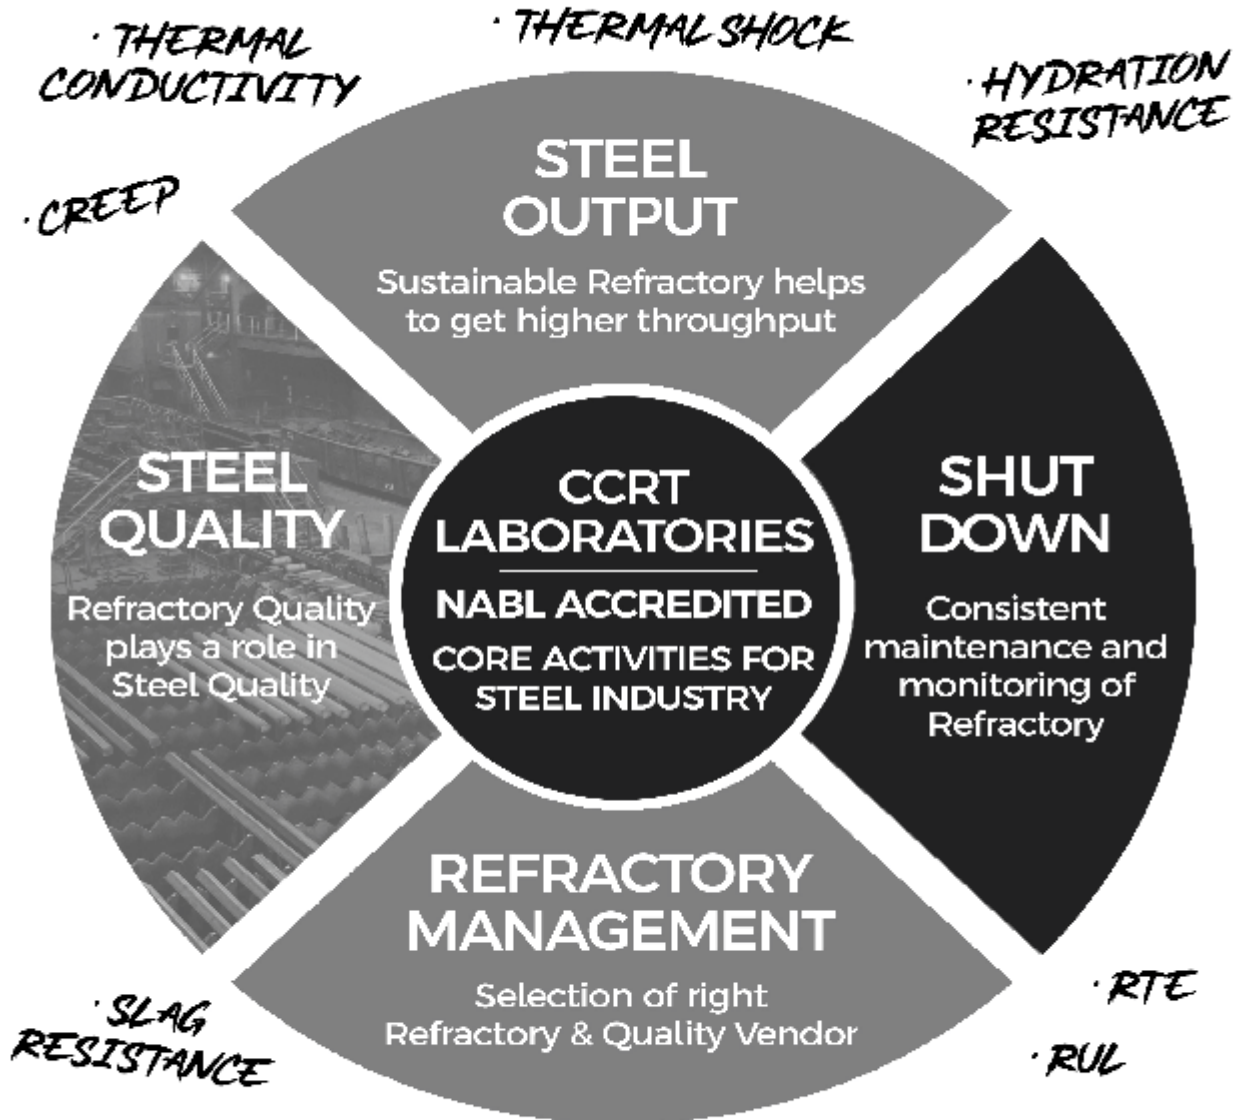 · THERMAL
CONDUCTIVITY
· THERMAL SHOCK
· HYDRATION
RESISTANCE
· CREEP
STEEL
OUTPUT
Sustainable Refractory helps
to get higher throughput
STEEL
QUALITY
Refractory Quality
plays a role in
Steel Quality
CCRT
LABORATORIES
NABL ACCREDITED
CORE ACTIVITIES FOR
STEEL INDUSTRY
SHUT
DOWN
Consistent
maintenance and
monitoring of
Refractory
REFRACTORY
MANAGEMENT
Selection of right
Refractory & Quality Vendor
· SLAG
RESISTANCE
· RTE
· RUL